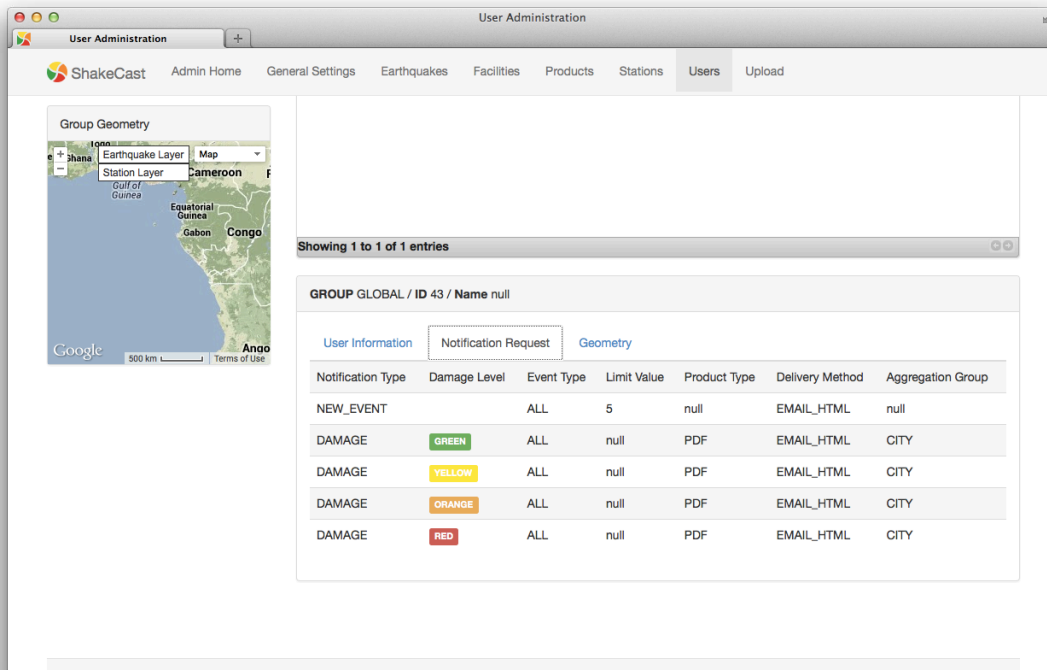 User Administration
User Administration
ShakeCast Admin Home General Settings Earthquakes Facilities Products Stations Users Upload
Group Geometry
Togo
Ghana
Earthquake Layer
Map
Station Layer
Cameroon
Gulf of
Guinea
Equatorial
Guinea
Gabon
Congo
Google
500 km
Ango
Terms of Use
Showing 1 to 1 of 1 entries
GROUP GLOBAL / ID 43 / Name null
User Information Notification Request Geometry
Notification Type Damage Level Event Type Limit Value Product Type Delivery Method Aggregation Group
NEW_EVENT ALL 5 null EMAIL_HTML null
DAMAGE GREEN ALL null PDF EMAIL_HTML CITY
DAMAGE YELLOW ALL null PDF EMAIL_HTML CITY
DAMAGE ORANGE ALL null PDF EMAIL_HTML CITY
DAMAGE RED ALL null PDF EMAIL_HTML CITY